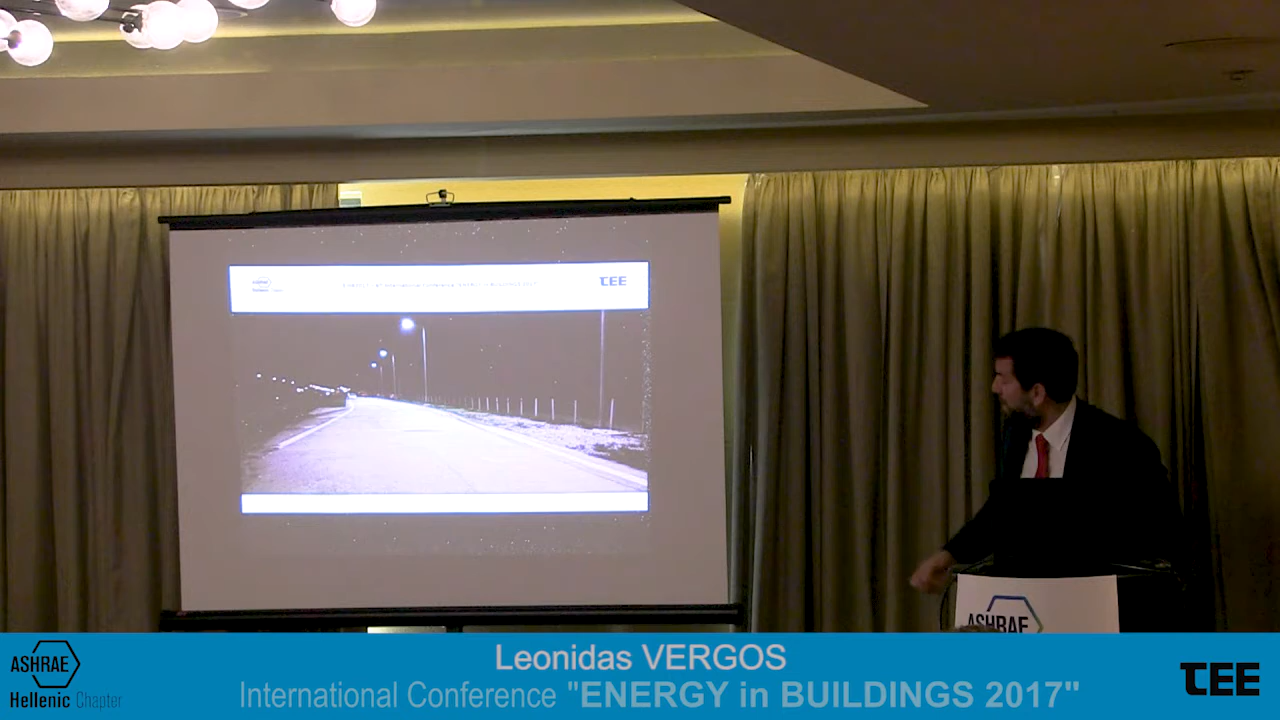 TEE
ASHRAE
Leonidas VERGOS
International Conference "ENERGY in BUILDINGS 2017"
ASHRAE
Hellenic Chapter
TEE